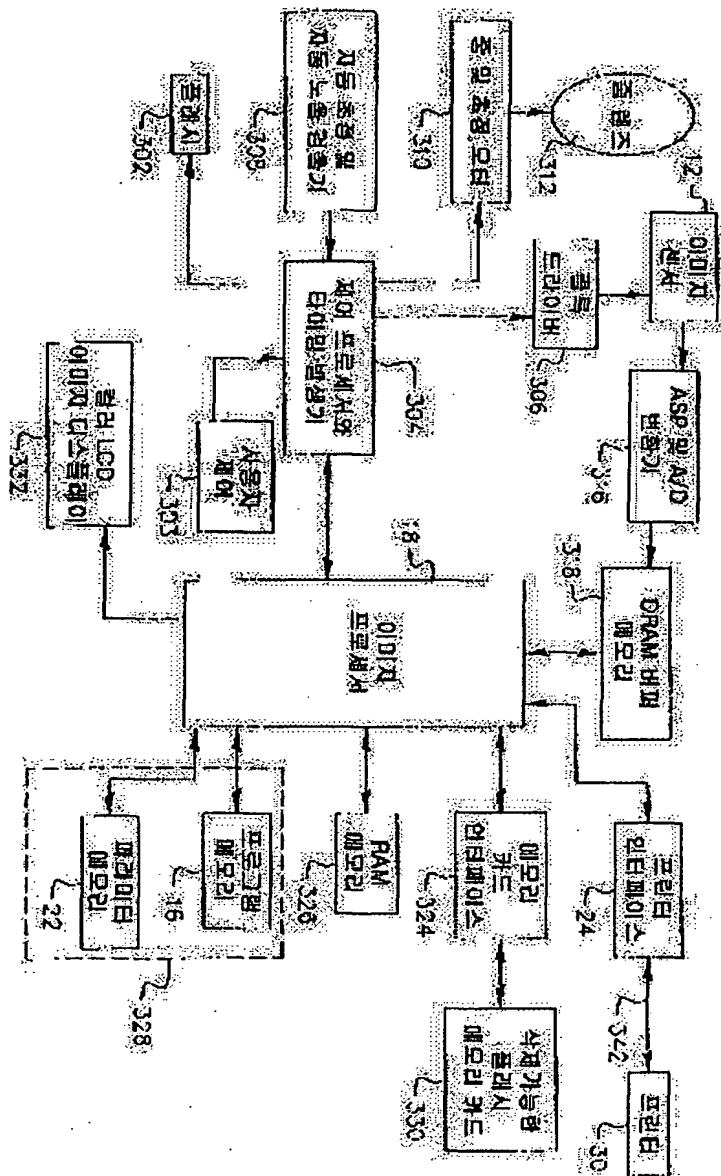 줌 렌즈
312
줌 및 초점 모터
310
자동 초점 및
자동 노출 검출기
308
플래시
302
이미지
센서
12
클록
드라이버
306
제어 프로세서와
타이밍 발생기
304
사용자
제어
303
컬러 LCD
이미지 디스플레이
332
ASP 및 A/D
변환기
DRAM 버퍼
메모리
이미지
프로세서
18
프린터
인터페이스
24
342
프린터
30
메모리
카드
인터페이스
324
삭제가능한
플래시
메모리 카드
330
RAM
메모리
326
프로그램
메모리
16
파라미터
메모리
22
328